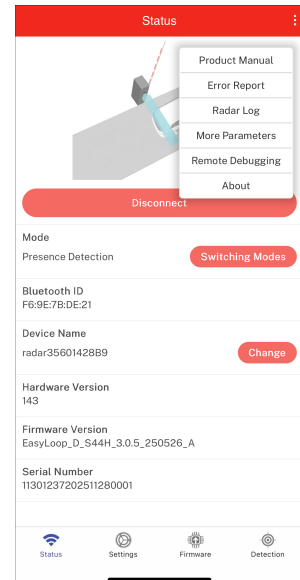 Status
Product Manual
Error Report
Radar Log
More Parameters
Remote Debugging
About
Disconnect
Mode
Presence Detection
Switching Modes
Bluetooth ID
F6:9E:7B:DE:21
Device Name
radar35601428B9
Change
Hardware Version
143
Firmware Version
EasyLoop_D_S44H_3.0.5_250526_A
Serial Number
11301237202511280001
Status
Settings
Firmware
Detection